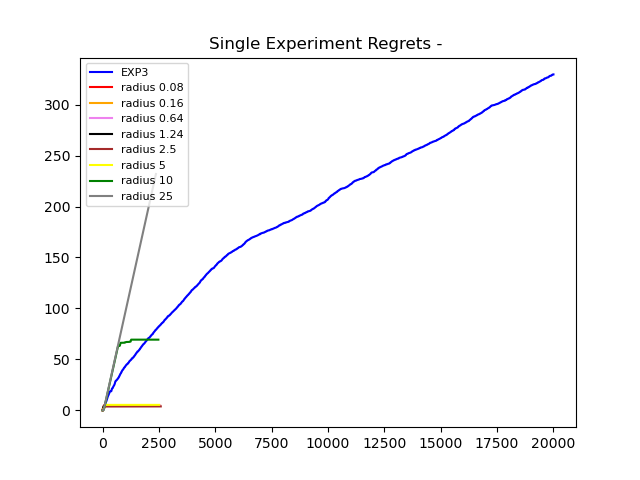 Single Experiment Regrets -
EXP3
radius 0.08
radius 0.16
radius 0.64
radius 1.24
radius 2.5
radius 5
radius 10
radius 25
300
250
200
150
100
50
0
0 2500 5000 7500 10000 12500 15000 17500 20000